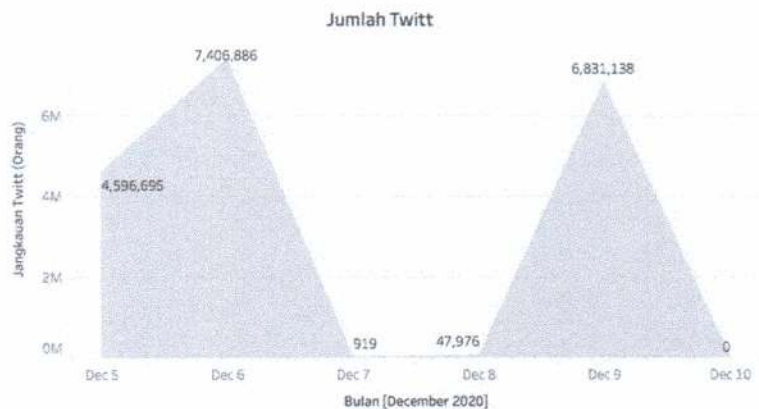 Jumlah Twitt
7,406,886
6,831,138
6M
4,596,695
4M
2M
919
47,976
0
0M
Dec 5 Dec 6 Dec 7 Dec 8 Dec 9 Dec 10
Bulan [December 2020]
Jangkauan Twitt (Orang)